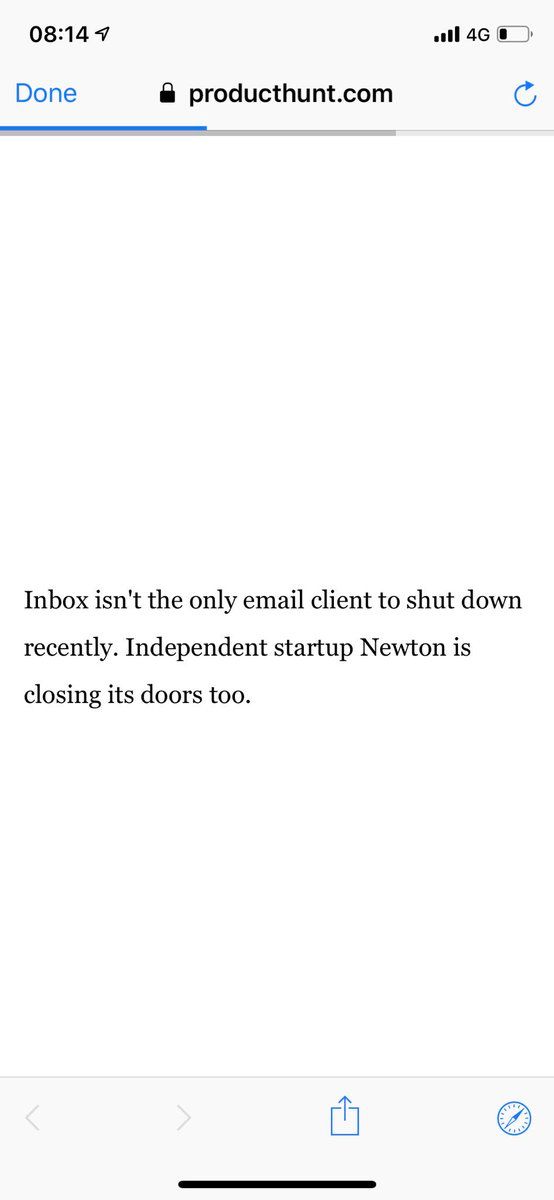 08:14
4G
Done
producthunt.com
Inbox isn't the only email client to shut down
recently. Independent startup Newton is
closing its doors too.